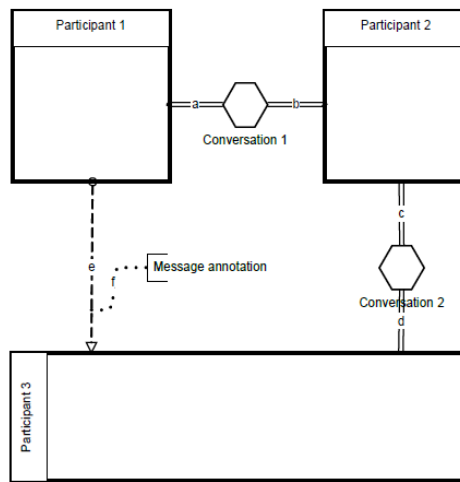 Participant 1
Participant 2
a
b
Conversation 1
c
e
f
Message annotation
Conversation 2
d
Participant 3